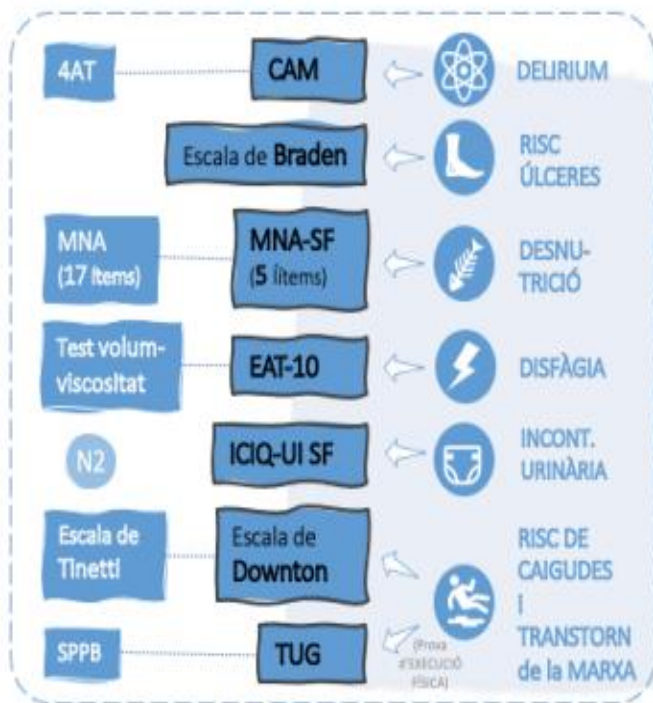 4AT
CAM
DELIRIUM
Escala de Braden
RISC
ÚLCERES
MNA
(17 ítems)
MNA-SF
(5 Íítems)
DESNU-
TRICIÓ
Test volum-
viscositat
EAT-10
DISFÀGIA
N2
ICIQ-UI SF
INCONT.
URINÀRIA
Escala de
Tinetti
Escala de
Downton
RISC DE
CAIGUDES
I
TRANSTORN
de la MARXA
SPPB
TUG
(Prova
d'EXECUCIÓ
FÍSICA)